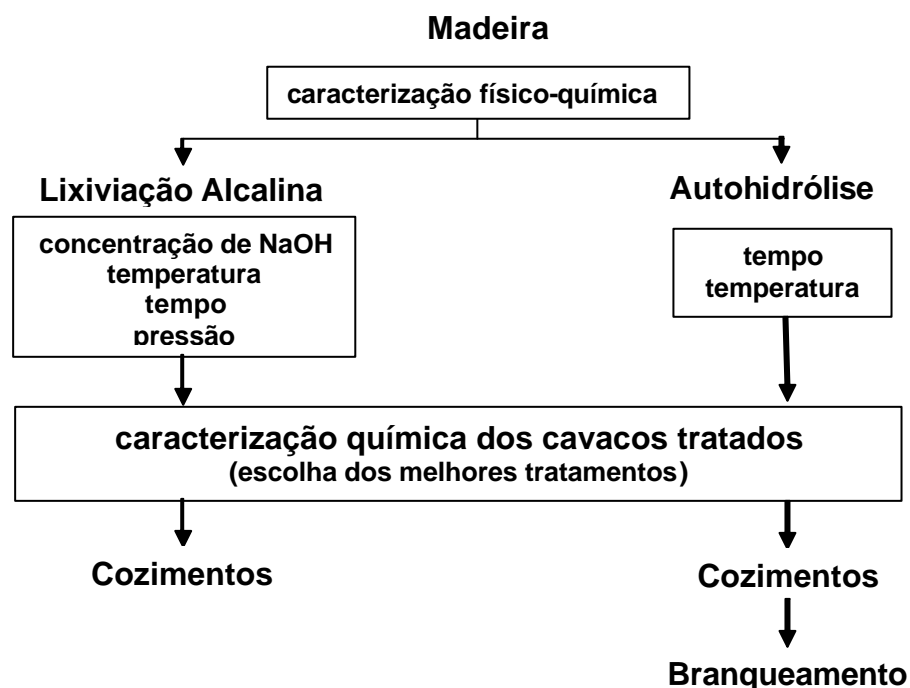 Madeira
caracterização físico-química
Lixiviação Alcalina
concentração de NaOH
temperatura
tempo
pressão
Autohidrólise
tempo
temperatura
caracterização química dos cavacos tratados
(escolha dos melhores tratamentos)
Cozimentos
Cozimentos
Branqueamento